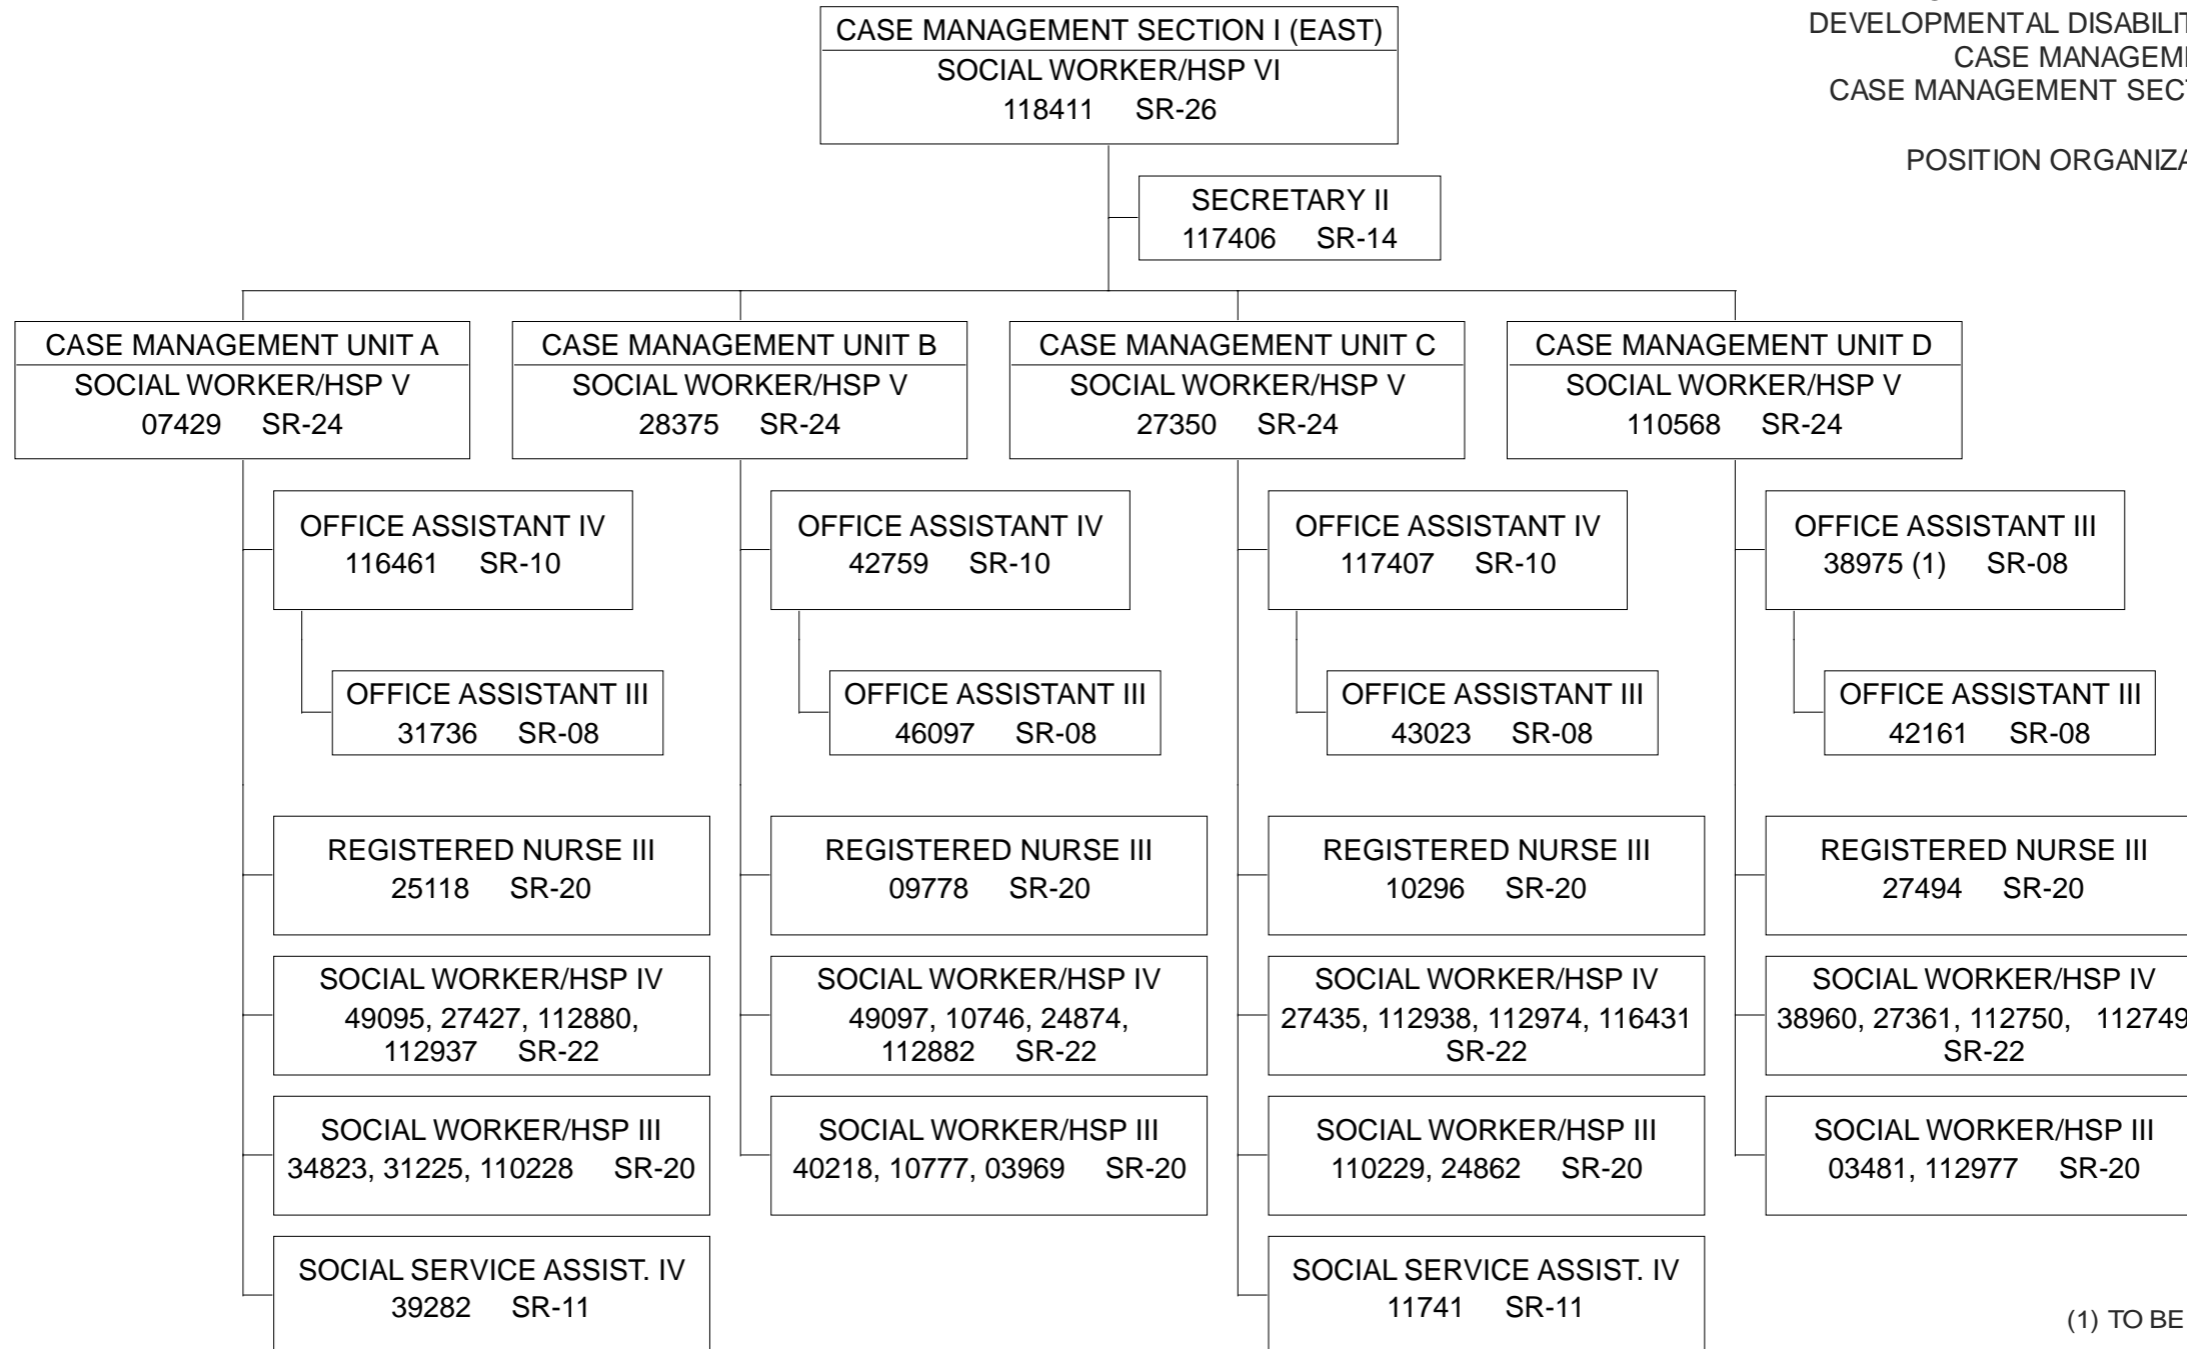 DEVELOPMENTAL DISABILIT
CASE MANAGEM
CASE MANAGEMENT SECT
POSITION ORGANIZA
CASE MANAGEMENT SECTION I (EAST)
SOCIAL WORKER/HSP VI
118411 SR-26
SECRETARY II
117406 SR-14
CASE MANAGEMENT UNIT A
SOCIAL WORKER/HSP V
07429 SR-24
OFFICE ASSISTANT IV
116461 SR-10
OFFICE ASSISTANT III
31736 SR-08
REGISTERED NURSE III
25118 SR-20
SOCIAL WORKER/HSP IV
49095, 27427, 112880,
112937 SR-22
SOCIAL WORKER/HSP III
34823, 31225, 110228 SR-20
SOCIAL SERVICE ASSIST. IV
39282 SR-11
CASE MANAGEMENT UNIT B
SOCIAL WORKER/HSP V
28375 SR-24
OFFICE ASSISTANT IV
42759 SR-10
OFFICE ASSISTANT III
46097 SR-08
REGISTERED NURSE III
09778 SR-20
SOCIAL WORKER/HSP IV
49097, 10746, 24874,
112882 SR-22
SOCIAL WORKER/HSP III
40218, 10777, 03969 SR-20
CASE MANAGEMENT UNIT C
SOCIAL WORKER/HSP V
27350 SR-24
OFFICE ASSISTANT IV
117407 SR-10
OFFICE ASSISTANT III
43023 SR-08
REGISTERED NURSE III
10296 SR-20
SOCIAL WORKER/HSP IV
27435, 112938, 112974, 116431
SR-22
SOCIAL WORKER/HSP III
110229, 24862 SR-20
SOCIAL SERVICE ASSIST. IV
11741 SR-11
CASE MANAGEMENT UNIT D
SOCIAL WORKER/HSP V
110568 SR-24
OFFICE ASSISTANT III
38975 (1) SR-08
OFFICE ASSISTANT III
42161 SR-08
REGISTERED NURSE III
27494 SR-20
SOCIAL WORKER/HSP IV
38960, 27361, 112750, 112749
SR-22
SOCIAL WORKER/HSP III
03481, 112977 SR-20
(1) TO BE